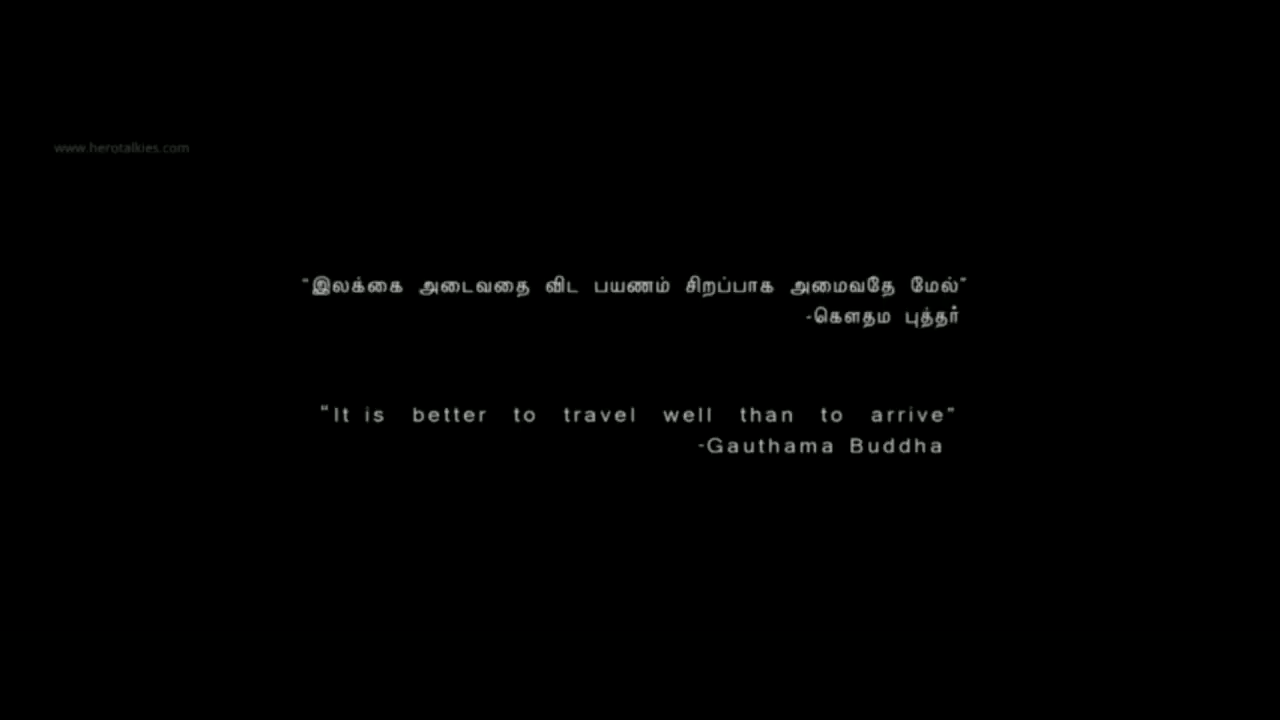 www.herotalkies.com
"இலக்கை அடைவதை விட பயணம் சிறப்பாக அமைவதே மேல்"
-கௌதம புத்தர்
“It is better to travel well than to arrive”
-Gauthama Buddha